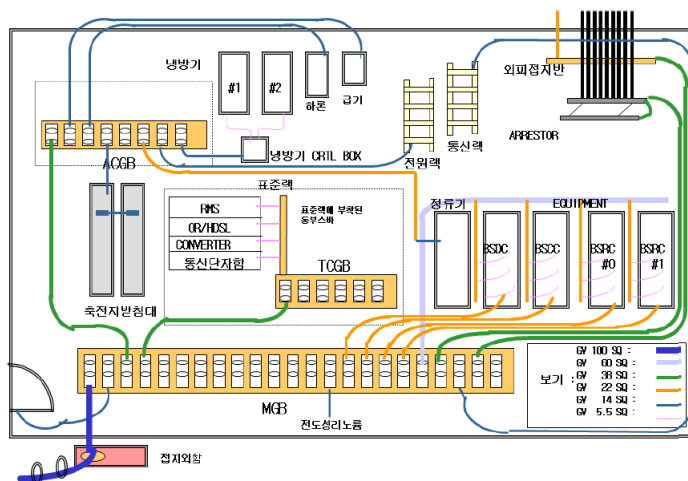 냉방기
#1
#2
하론
급기
외피접지반
ARRESTOR
전원랙
통신랙
ACGB
냉방기 CRTL BOX
표준랙
RMS
OR/HDSL
CONVERTER
통신단자함
표준랙에 부착된
동부스바
TCGB
정류기
EQUIPMENT
BSDC
BSCC
BSRC
#0
BSRC
#1
축전지받침대
MGB
전도성리노륨
보기 :
GV 100 SQ :
GV 60 SQ :
GV 38 SQ :
GV 22 SQ :
GV 14 SQ :
GV 5.5 SQ :
접지외함